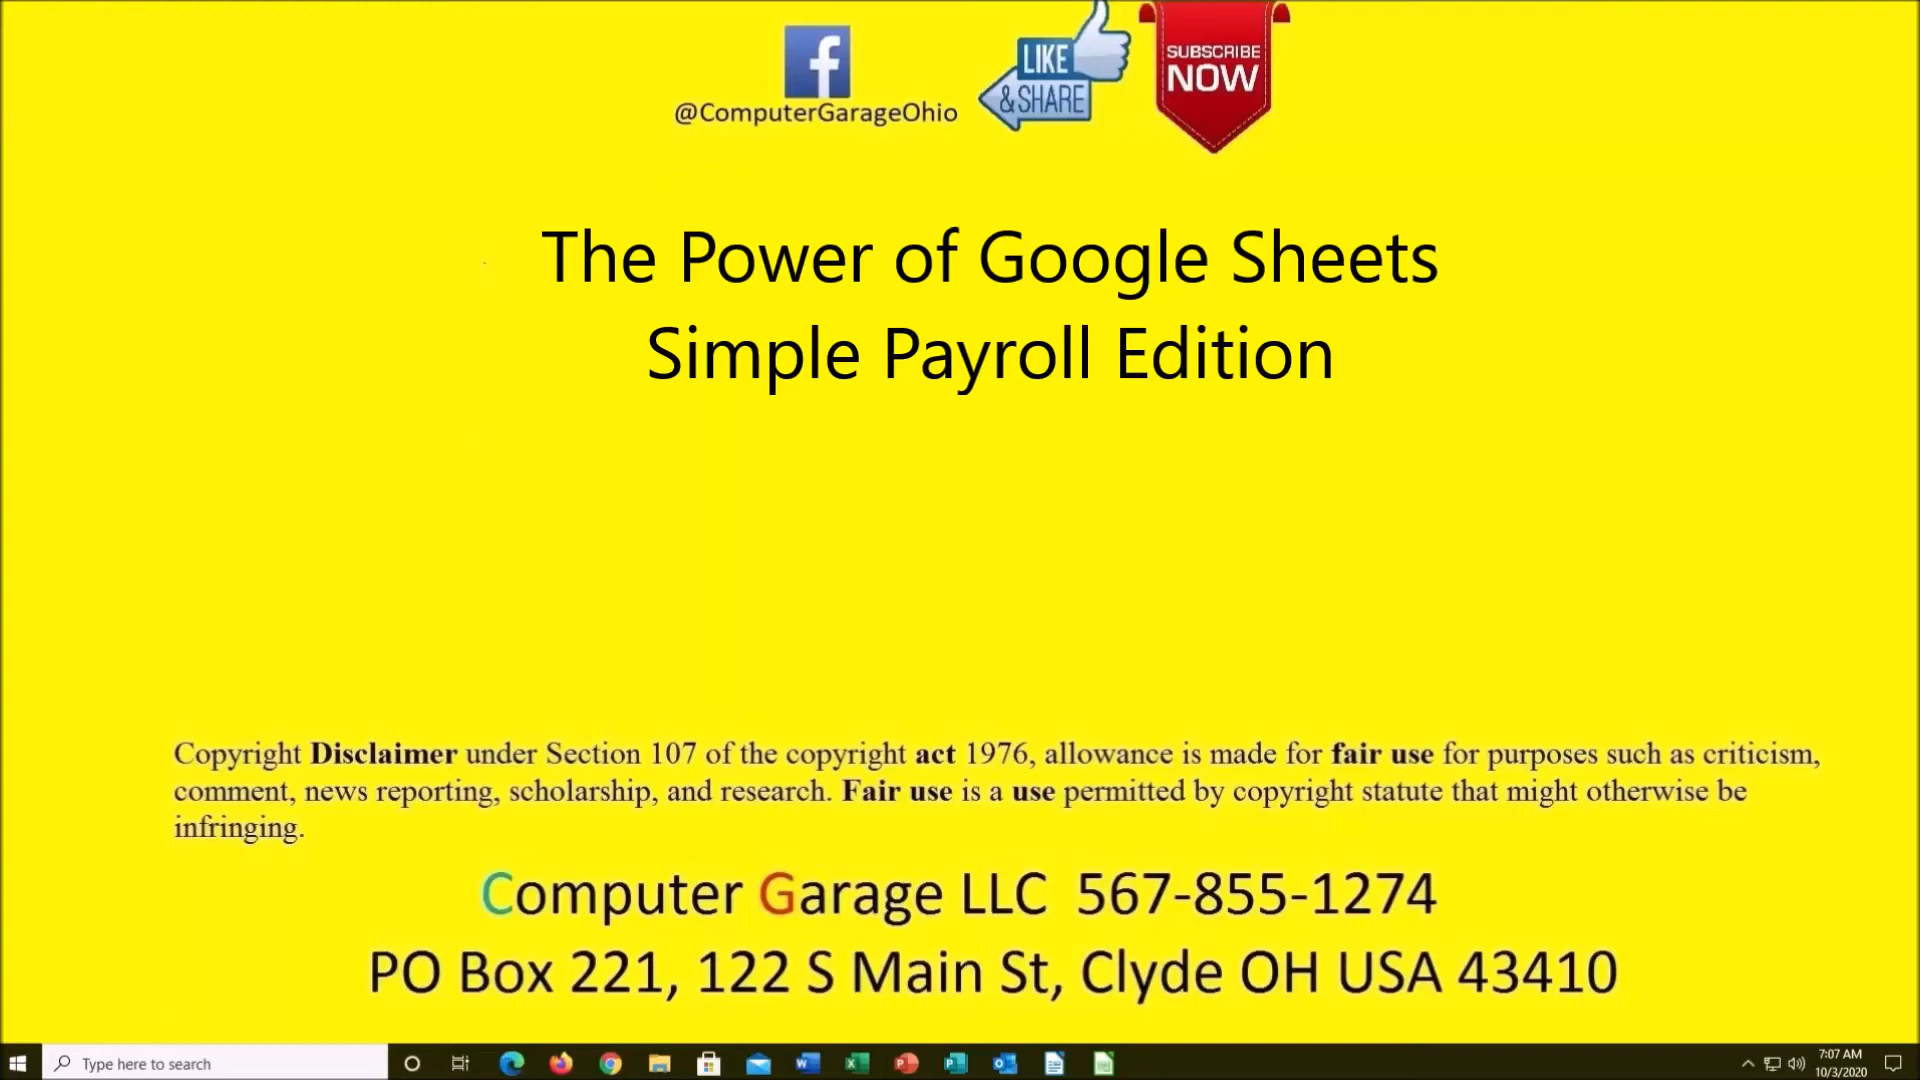 f
@ComputerGarageOhio
LIKE
& SHARE
SUBSCRIBE
NOW
The Power of Google Sheets
Simple Payroll Edition
Copyright Disclaimer under Section 107 of the copyright act 1976, allowance is made for fair use for purposes such as criticism,
comment, news reporting, scholarship, and research. Fair use is a use permitted by copyright statute that might otherwise be
infringing.
Computer Garage LLC 567-855-1274
PO Box 221, 122 S Main St, Clyde OH USA 43410
Type here to search
7:07 AM
10/3/2020